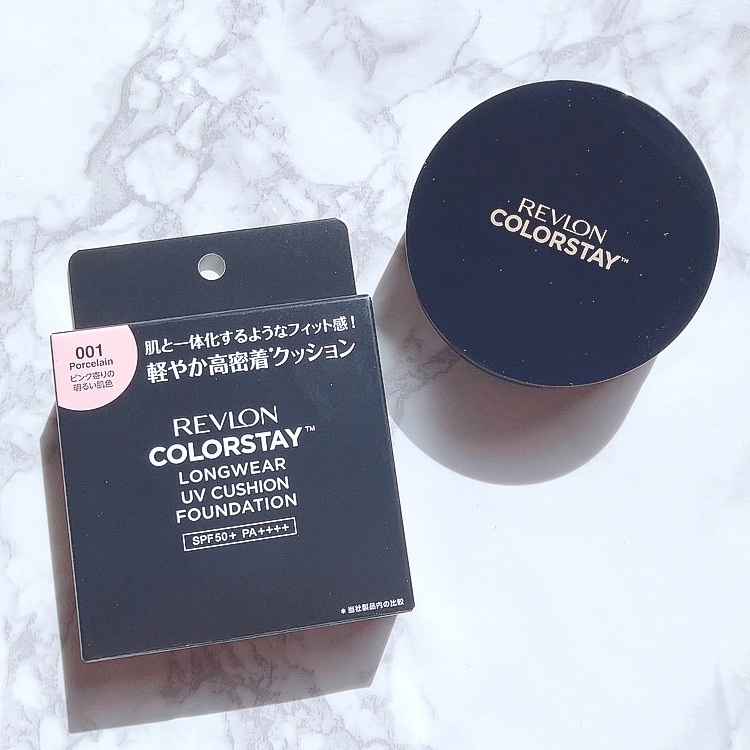 001
Porcelain
ピンク寄りの
明るい肌色
肌と一体化するようなフィット感！
軽やか高密着*クッション
REVLON
COLORSTAY™
LONGWEAR
UV CUSHION
FOUNDATION
SPF50+ PA++++
*当社製品内の比較
REVLON
COLORSTAY™